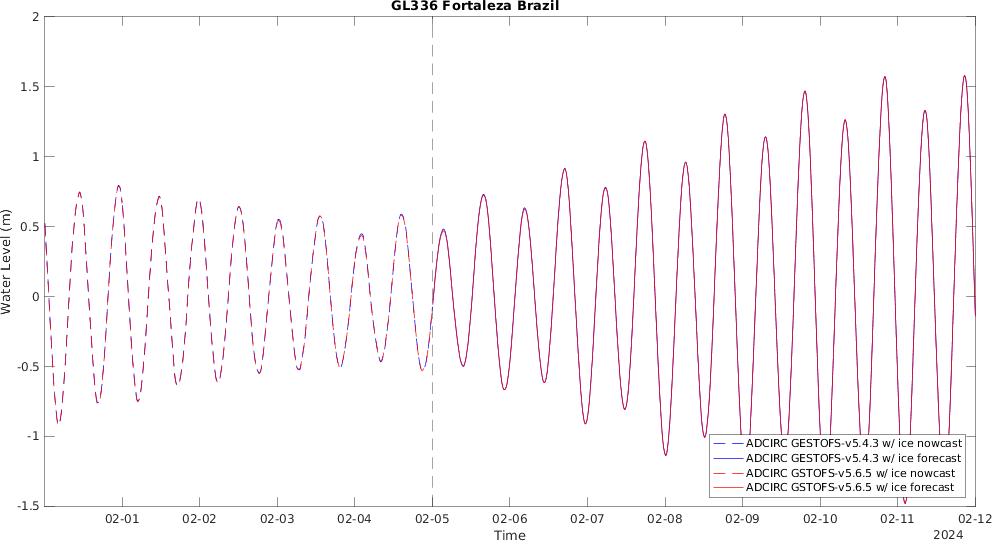 GL336 Fortaleza Brazil
2
1.5
1
0.5
0
-0.5
-1
-1.5
Water Level (m)
ADCIRC GESTOFS-v5.4.3 w/ ice nowcast
ADCIRC GESTOFS-v5.4.3 w/ ice forecast
ADCIRC GSTOFS-v5.6.5 w/ ice nowcast
ADCIRC GSTOFS-v5.6.5 w/ ice forecast
02-01 02-02 02-03 02-04 02-05 02-06 02-07 02-08 02-09 02-10 02-11 02-12
Time
2024